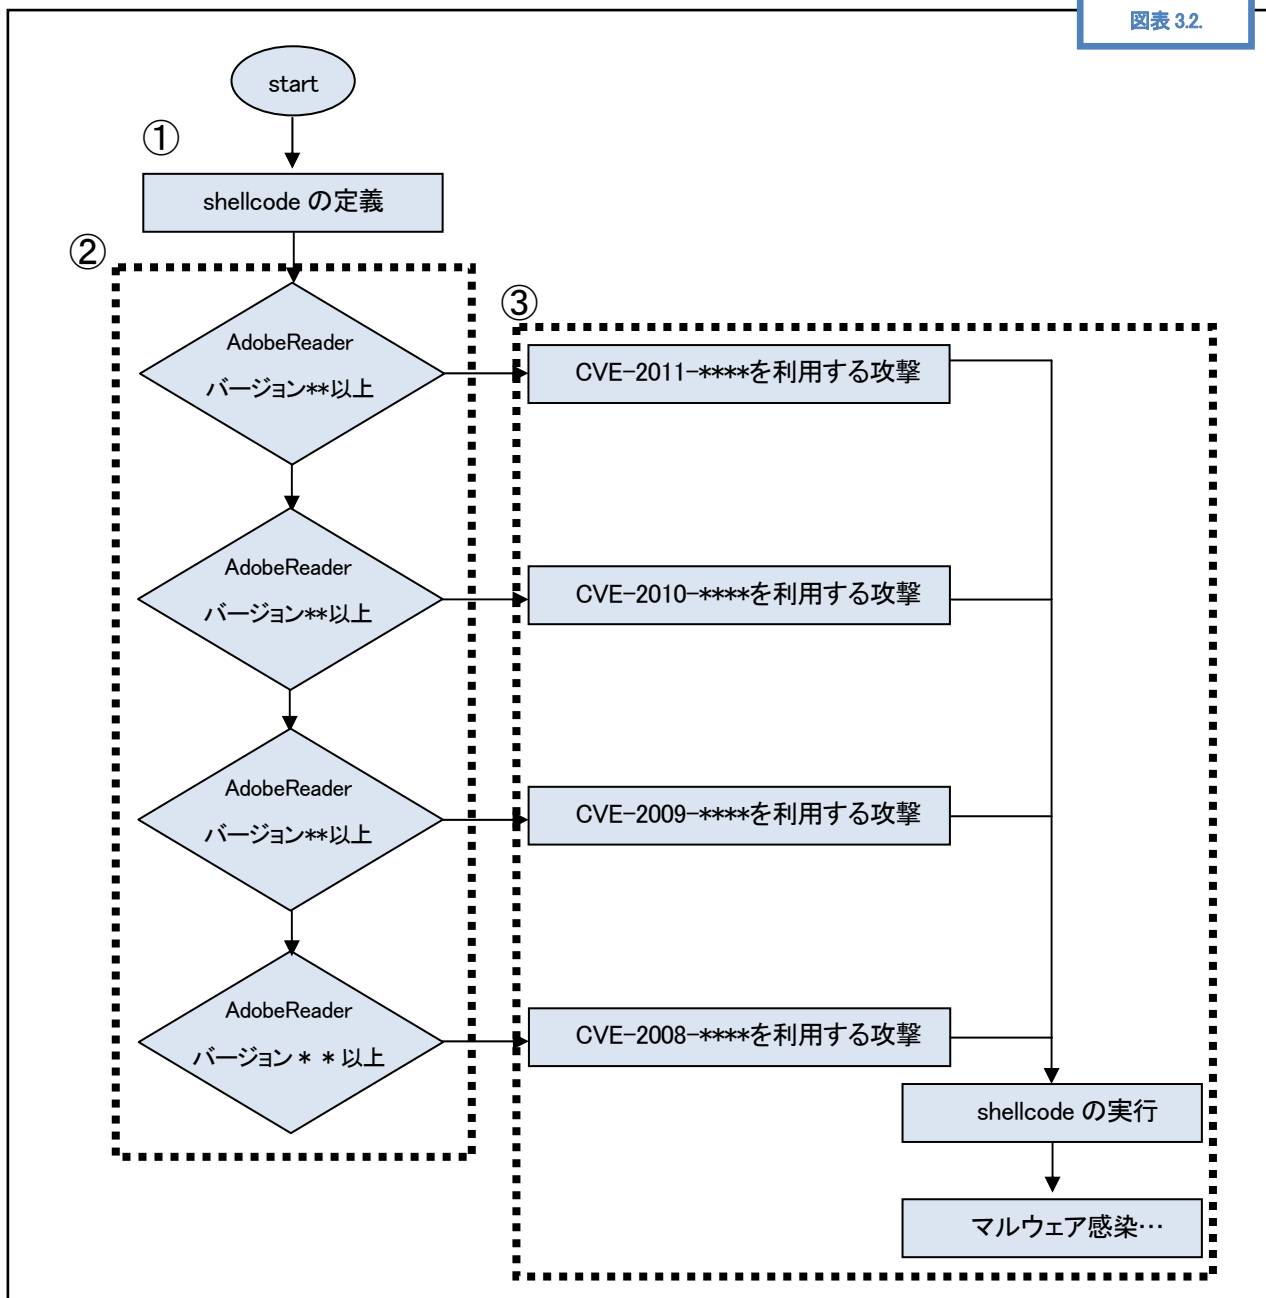 図表 3.2.
start
①
shellcode の定義
②
③
AdobeReader
バージョン**以上
CVE-2011-****を利用する攻撃
AdobeReader
バージョン**以上
CVE-2010-****を利用する攻撃
AdobeReader
バージョン**以上
CVE-2009-****を利用する攻撃
AdobeReader
バージョン＊＊以上
CVE-2008-****を利用する攻撃
shellcode の実行
マルウェア感染…